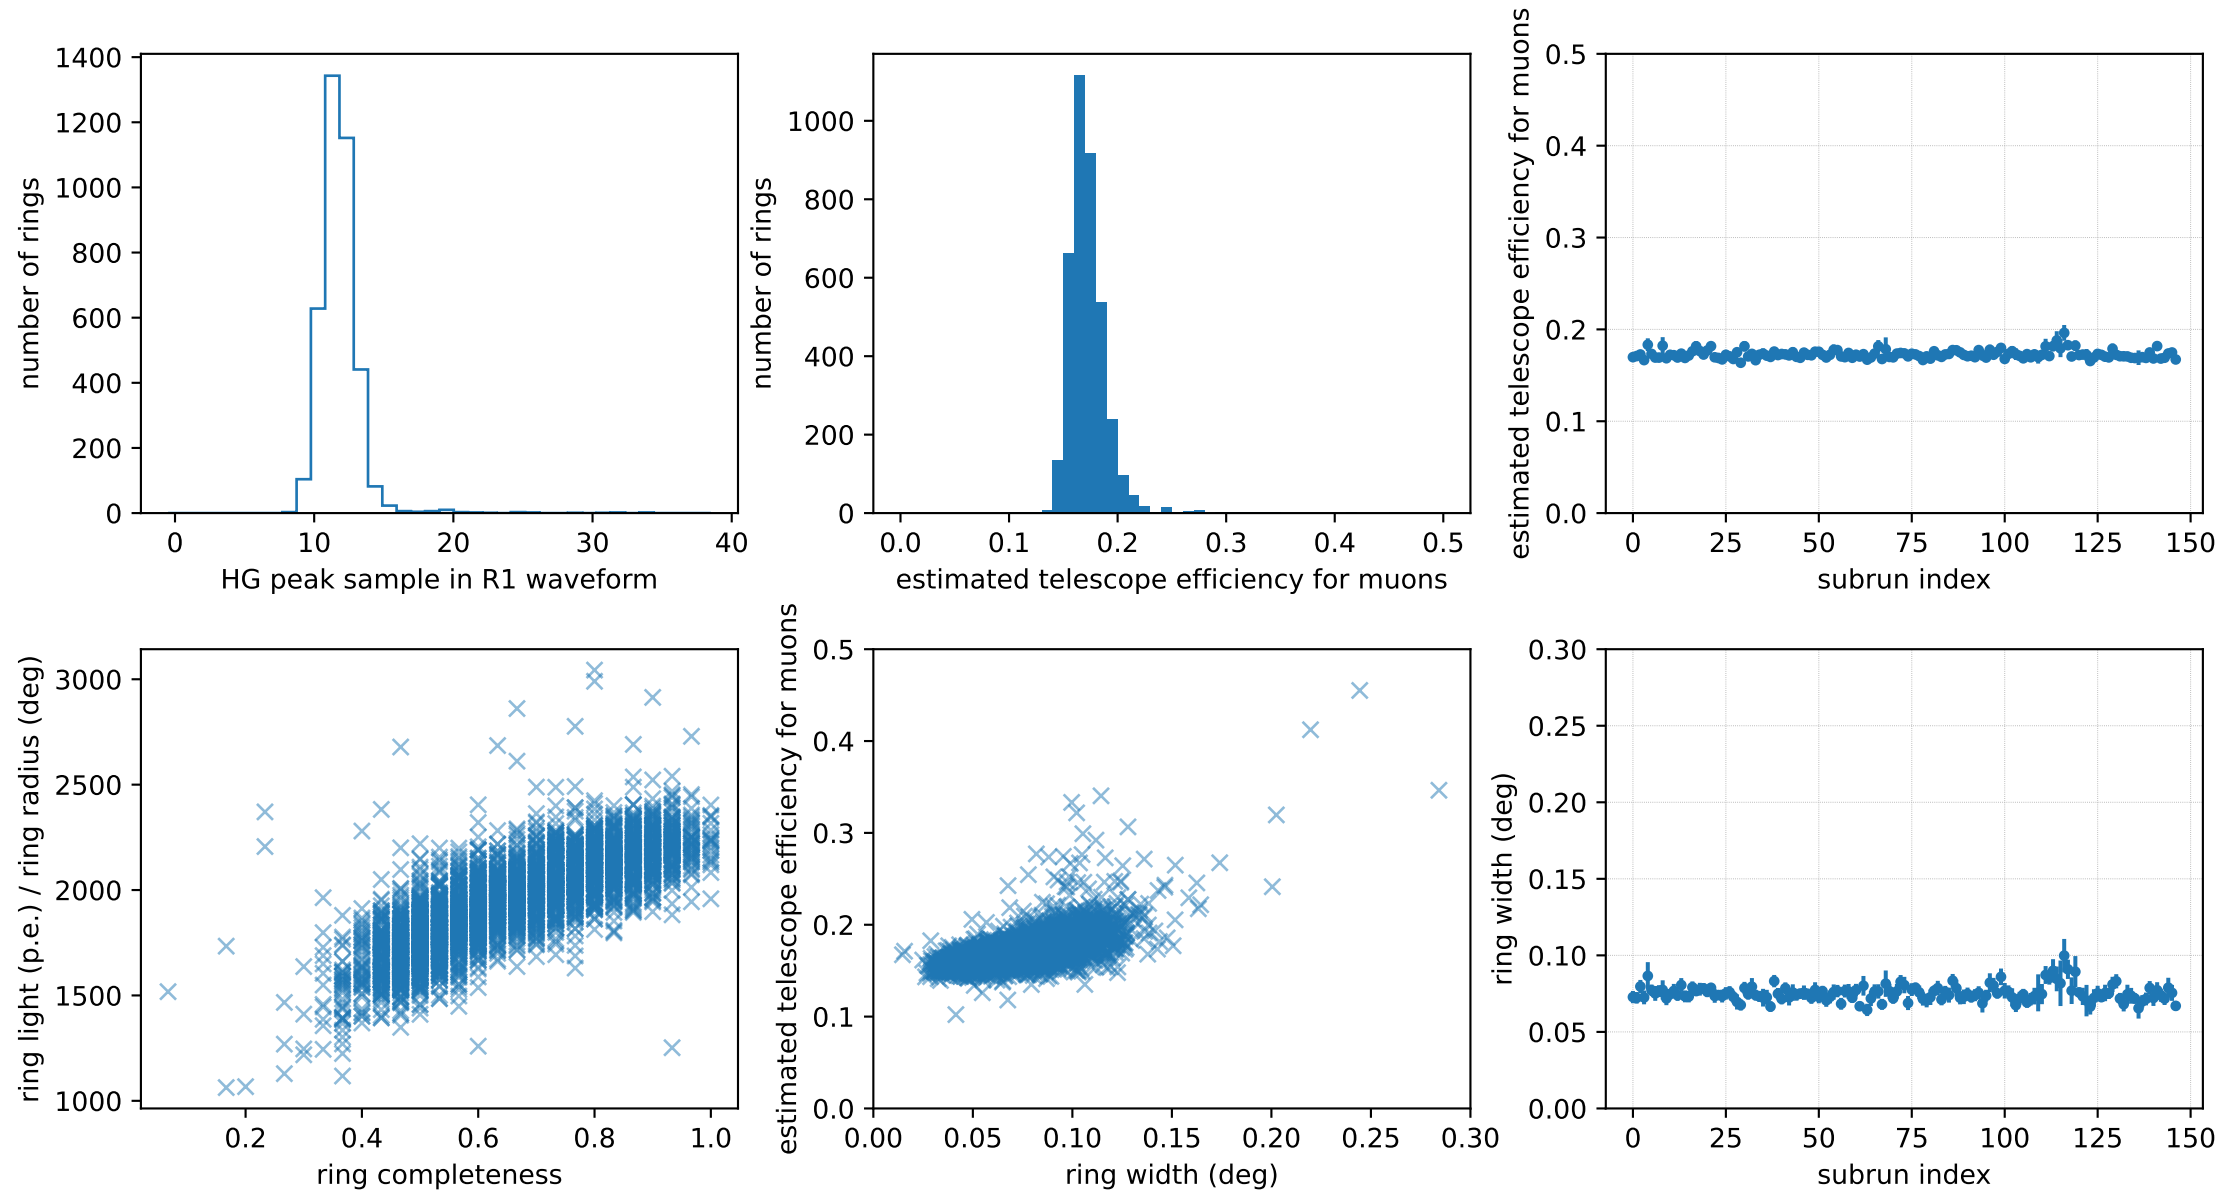 1400
1200
1000
800
600
400
200
0
number of rings
0 10 20 30 40
HG peak sample in R1 waveform
1000
800
600
400
200
0
number of rings
0.0 0.1 0.2 0.3 0.4 0.5
estimated telescope efficiency for muons
0.5
0.4
0.3
0.2
0.1
0.0
estimated telescope efficiency for muons
0 25 50 75 100 125 150
subrun index
3000
2500
2000
1500
1000
ring light (p.e.) / ring radius (deg)
0.2 0.4 0.6 0.8 1.0
ring completeness
0.5
0.4
0.3
0.2
0.1
0.0
estimated telescope efficiency for muons
0.00 0.05 0.10 0.15 0.20 0.25 0.30
ring width (deg)
0.30
0.25
0.20
0.15
0.10
0.05
0.00
ring width (deg)
0 25 50 75 100 125 150
subrun index